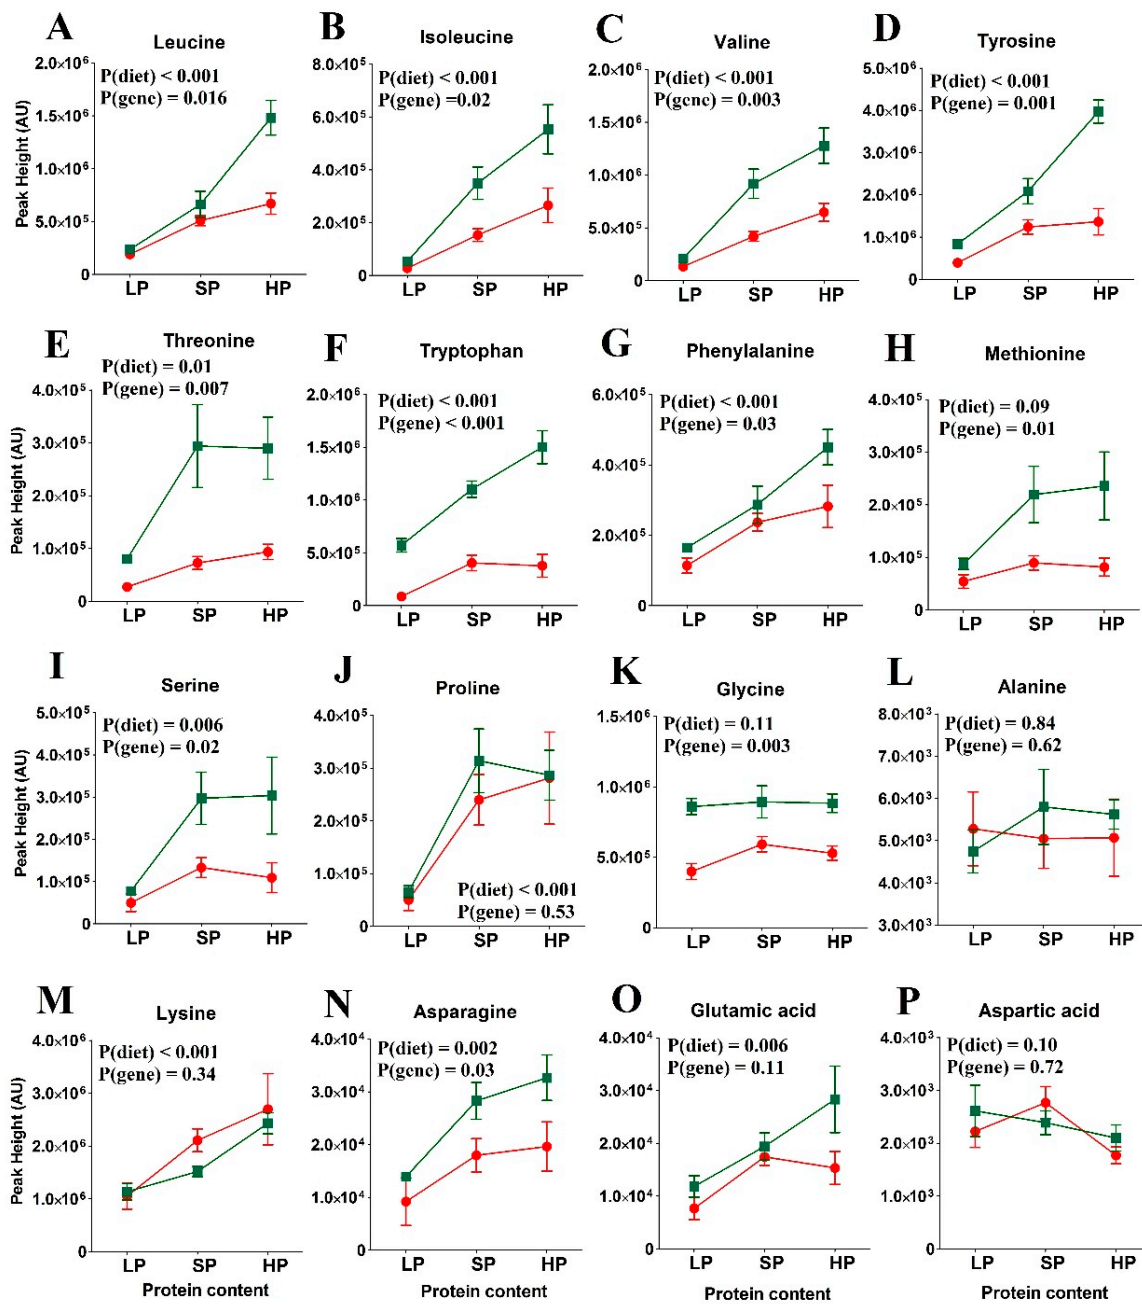 A
Leucine
P(diet) < 0.001
P(gene) = 0.016
Peak Height (AU)
2.0×10⁶
1.5×10⁶
1.0×10⁶
5.0×10⁵
0
LP SP HP
B
Isoleucine
P(diet) < 0.001
P(gene) =0.02
8.0×10⁵
6.0×10⁵
4.0×10⁵
2.0×10⁵
0
LP SP HP
C
Valine
P(diet) < 0.001
P(gene) = 0.003
2.0×10⁶
1.5×10⁶
1.0×10⁶
5.0×10⁵
0
LP SP HP
D
Tyrosine
P(diet) < 0.001
P(gene) = 0.001
5.0×10⁶
4.0×10⁶
3.0×10⁶
2.0×10⁶
1.0×10⁶
0
LP SP HP
E
Threonine
P(diet) = 0.01
P(gene) = 0.007
Peak Height (AU)
4.0×10⁵
3.0×10⁵
2.0×10⁵
1.0×10⁵
0
LP SP HP
F
Tryptophan
P(diet) < 0.001
P(gene) < 0.001
2.0×10⁶
1.5×10⁶
1.0×10⁶
5.0×10⁵
0
LP SP HP
G
Phenylalanine
P(diet) < 0.001
P(gene) = 0.03
6.0×10⁵
4.0×10⁵
2.0×10⁵
0
LP SP HP
H
Methionine
P(diet) = 0.09
P(gene) = 0.01
4.0×10⁵
3.0×10⁵
2.0×10⁵
1.0×10⁵
0
LP SP HP
I
Serine
P(diet) = 0.006
P(gene) = 0.02
Peak Height (AU)
5.0×10⁵
4.0×10⁵
3.0×10⁵
2.0×10⁵
1.0×10⁵
0
LP SP HP
J
Proline
4.0×10⁵
3.0×10⁵
2.0×10⁵
1.0×10⁵
0
P(diet) < 0.001
P(gene) = 0.53
LP SP HP
K
Glycine
P(diet) = 0.11
P(gene) = 0.003
1.5×10⁶
1.0×10⁶
5.0×10⁵
0
LP SP HP
L
Alanine
P(diet) = 0.84
P(gene) = 0.62
8.0×10³
7.0×10³
6.0×10³
5.0×10³
4.0×10³
3.0×10³
LP SP HP
M
Lysine
P(diet) < 0.001
P(gene) = 0.34
Peak Height (AU)
4.0×10⁶
3.0×10⁶
2.0×10⁶
1.0×10⁶
0
LP SP HP
Protein content
N
Asparagine
P(diet) = 0.002
P(gene) = 0.03
4.0×10⁴
3.0×10⁴
2.0×10⁴
1.0×10⁴
0
LP SP HP
Protein content
O
Glutamic acid
P(diet) = 0.006
P(gene) = 0.11
4.0×10⁴
3.0×10⁴
2.0×10⁴
1.0×10⁴
0
LP SP HP
Protein content
P
Aspartic acid
P(diet) = 0.10
P(gene) = 0.72
4.0×10³
3.0×10³
2.0×10³
1.0×10³
0
LP SP HP
Protein content